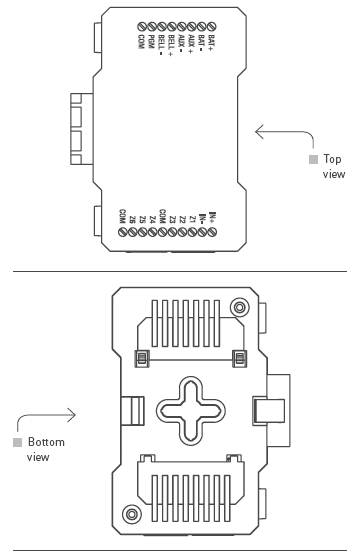 COM
PGM
BELL -
BELL +
AUX -
AUX +
BAT -
BAT+
Top
view
COM
Z6
Z5
Z4
COM
Z3
Z2
Z1
IN-
IN+
Bottom
view